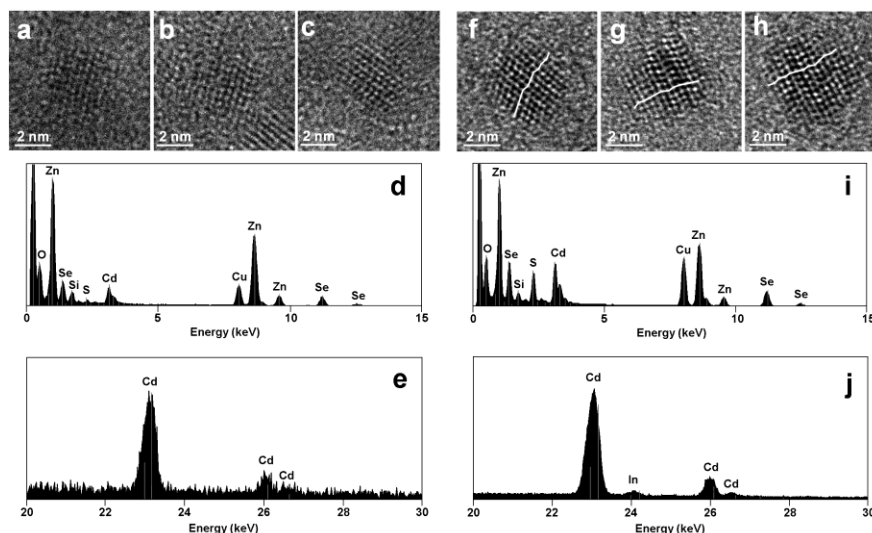 a b c f g h
2 nm 2 nm 2 nm 2 nm 2 nm 2 nm
d
Zn
O
Se
Si
S
Cd
Cu
Zn
Zn
Se
Se
0 5 10 15
Energy (keV)
i
Zn
O
Se
Si
S
Cd
Cu
Zn
Zn
Se
Se
0 5 10 15
Energy (keV)
e
Cd
Cd
Cd
20 22 24 26 28 30
Energy (keV)
j
Cd
In
Cd
Cd
20 22 24 26 28 30
Energy (keV)